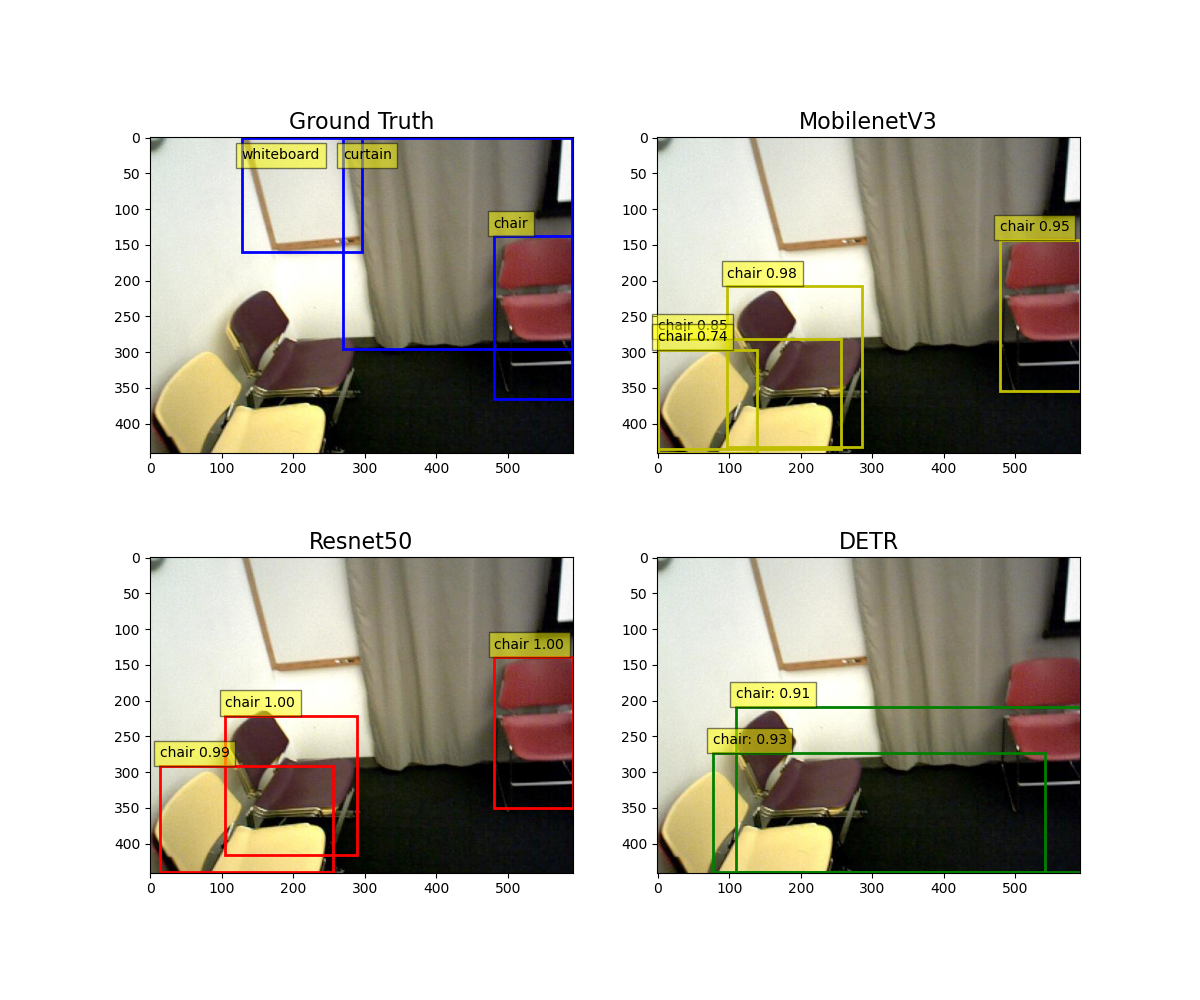 Ground Truth
MobilenetV3
0
50
100
150
200
250
300
350
400
0 100 200 300 400 500
whiteboard
curtain
chair
0
50
100
150
200
250
300
350
400
0 100 200 300 400 500
chair 0.95
chair 0.98
chair 0.85
chair 0.74
Resnet50
DETR
0
50
100
150
200
250
300
350
400
0 100 200 300 400 500
chair 1.00
chair 1.00
chair 0.99
0
50
100
150
200
250
300
350
400
0 100 200 300 400 500
chair: 0.91
chair: 0.93